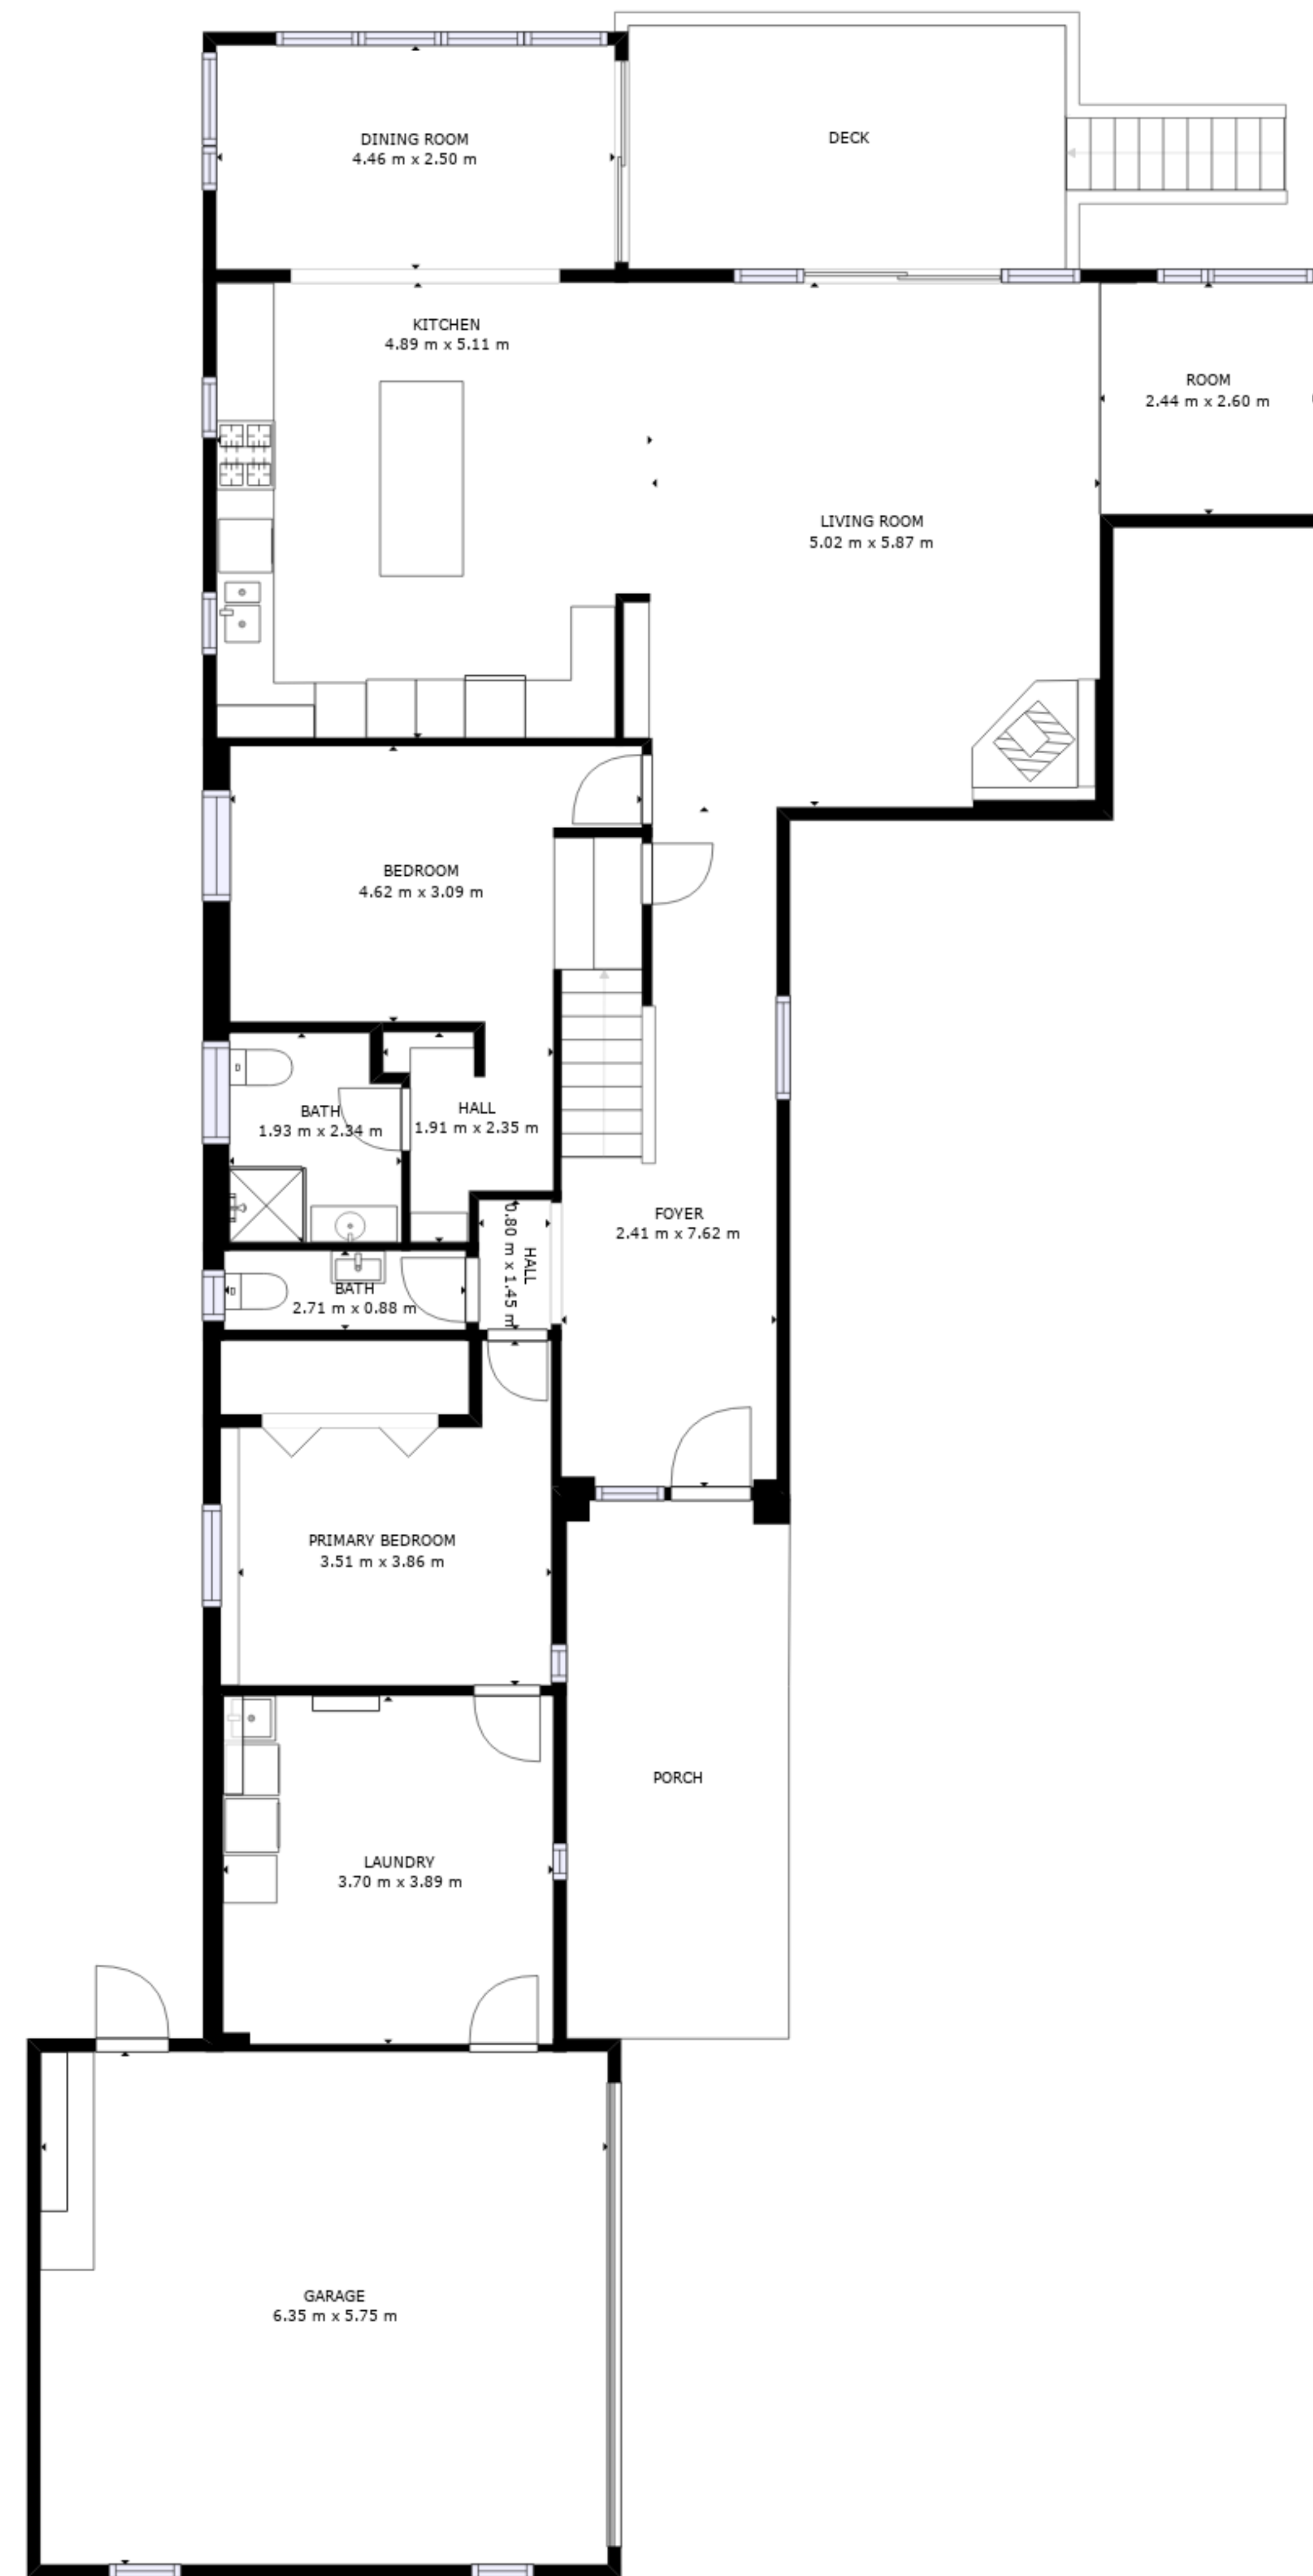 DINING ROOM
4.46 m x 2.50 m
DECK
KITCHEN
4.89 m x 5.11 m
ROOM
2.44 m x 2.60 m
LIVING ROOM
5.02 m x 5.87 m
BEDROOM
4.62 m x 3.09 m
BATH
1.93 m x 2.34 m
HALL
1.91 m x 2.35 m
FOYER
2.41 m x 7.62 m
HALL
0.80 m x 1.45 m
BATH
2.71 m x 0.88 m
PRIMARY BEDROOM
3.51 m x 3.86 m
PORCH
LAUNDRY
3.70 m x 3.89 m
GARAGE
6.35 m x 5.75 m